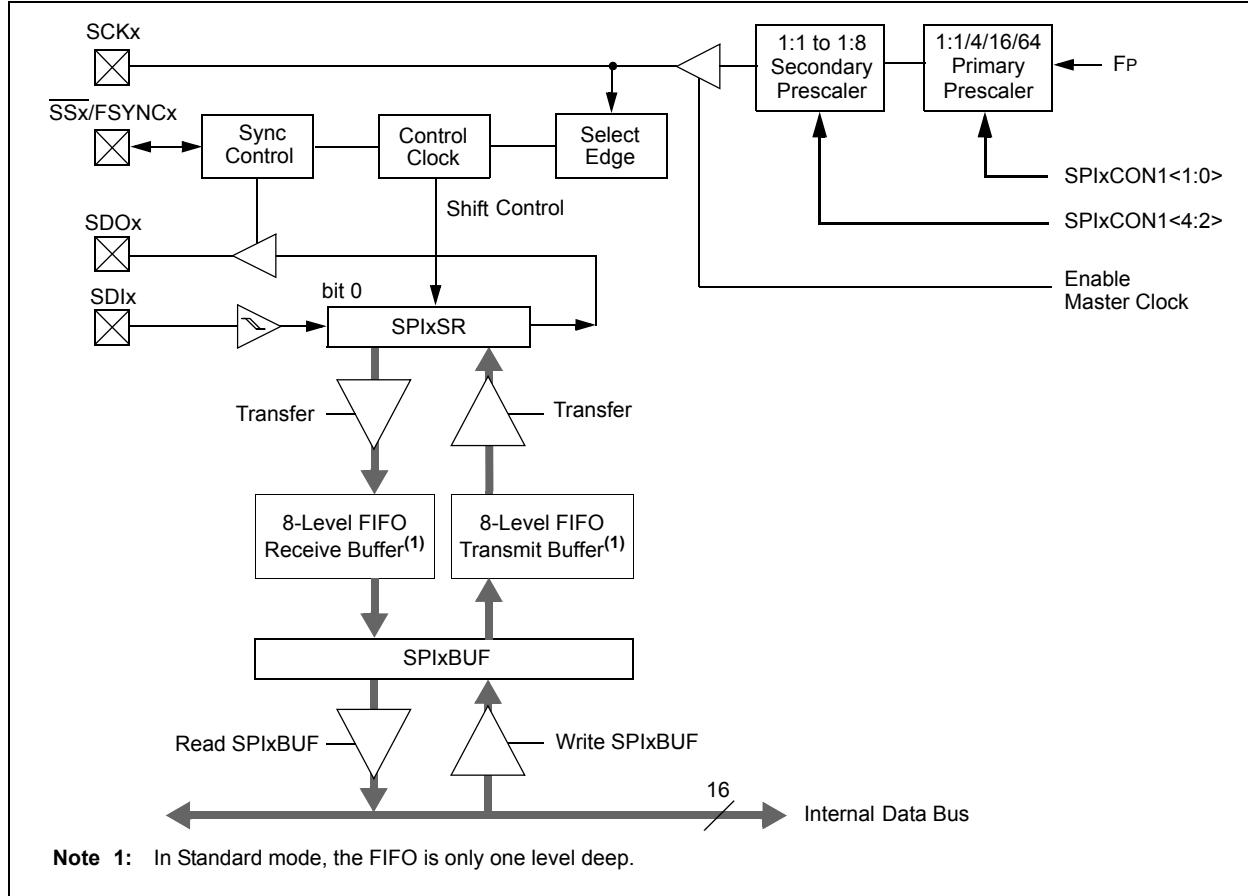 SCKx
1:1 to 1:8
Secondary
Prescaler
1:1/4/16/64
Primary
Prescaler
FP
SSx/FSYNCx
Sync
Control
Control
Clock
Select
Edge
SPIxCON1<1:0>
Shift Control
SDOx
SPIxCON1<4:2>
SDIx
bit 0
Enable
Master Clock
SPIxSR
Transfer
Transfer
8-Level FIFO
Receive Buffer(1)
8-Level FIFO
Transmit Buffer(1)
SPIxBUF
Read SPIxBUF
Write SPIxBUF
16
Internal Data Bus
Note 1: In Standard mode, the FIFO is only one level deep.